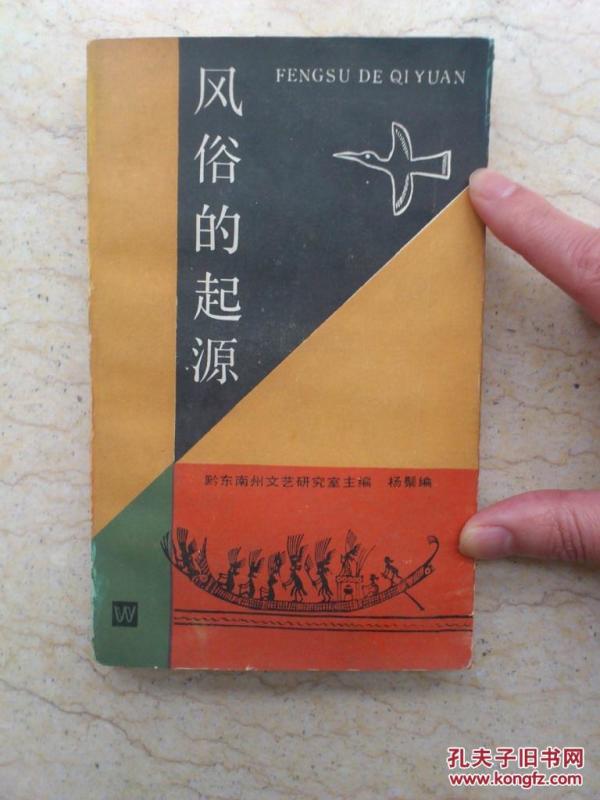 风俗的起源
FENGSU DE QI YUAN
黔东南州文艺研究室主编 杨鬃编
W
孔夫子旧书网
www.kongfz.com